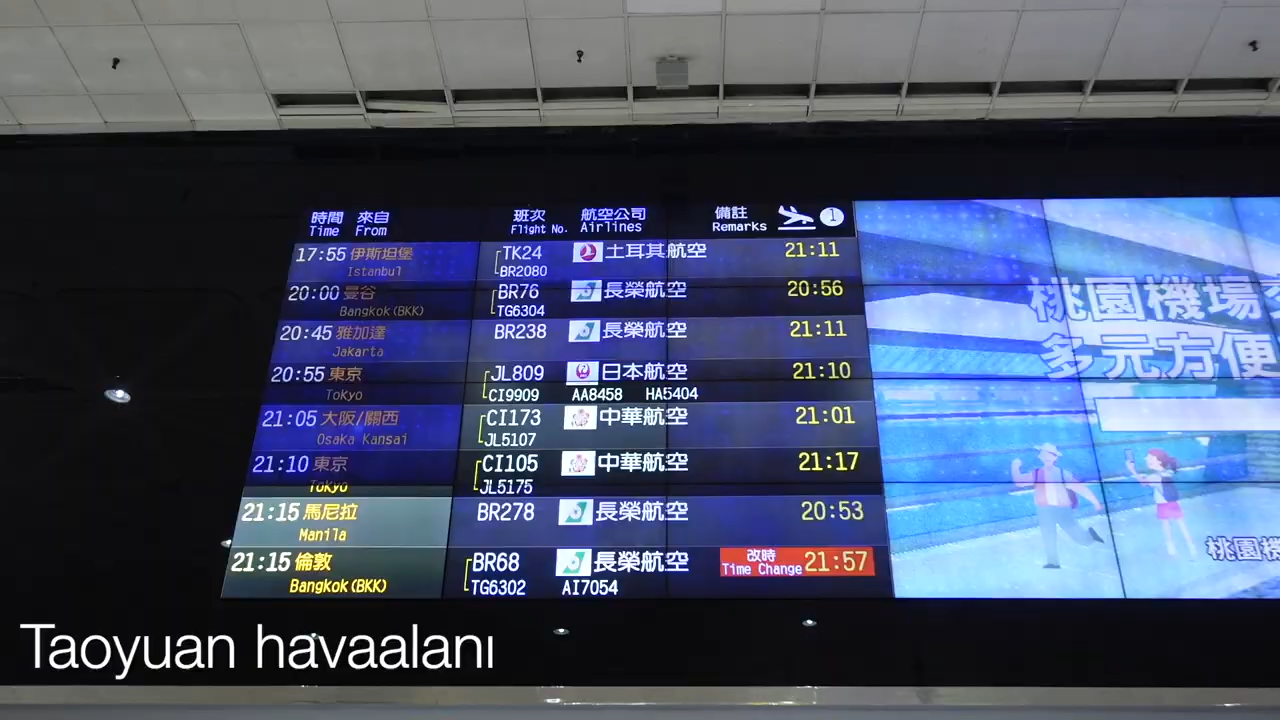 時間 來自 班次 航空公司 備註
Time From Flight No. Airlines Remarks 1
17:55 伊斯坦堡 TK24 土耳其航空 21:11
Istanbul BR2080
20:00 曼谷 BR76 長榮航空 20:56
Bangkok(BKK) TG6304
20:45 雅加達 BR238 長榮航空 21:11
Jakarta
20:55 東京 JL809 日本航空 21:10
Tokyo CI9909 AA8458 HA5404
21:05 大阪/關西 CI173 中華航空 21:01
Osaka Kansai JL5107
21:10 東京 CI105 中華航空 21:17
Tokyo JL5175
21:15 馬尼拉 BR278 長榮航空 20:53
Manila
21:15 倫敦 BR68 長榮航空 改時 21:57
Time Change
Bangkok(BKK) TG6302 AI7054
桃園機場
多元方便
桃園機
Taoyuan havaalanı